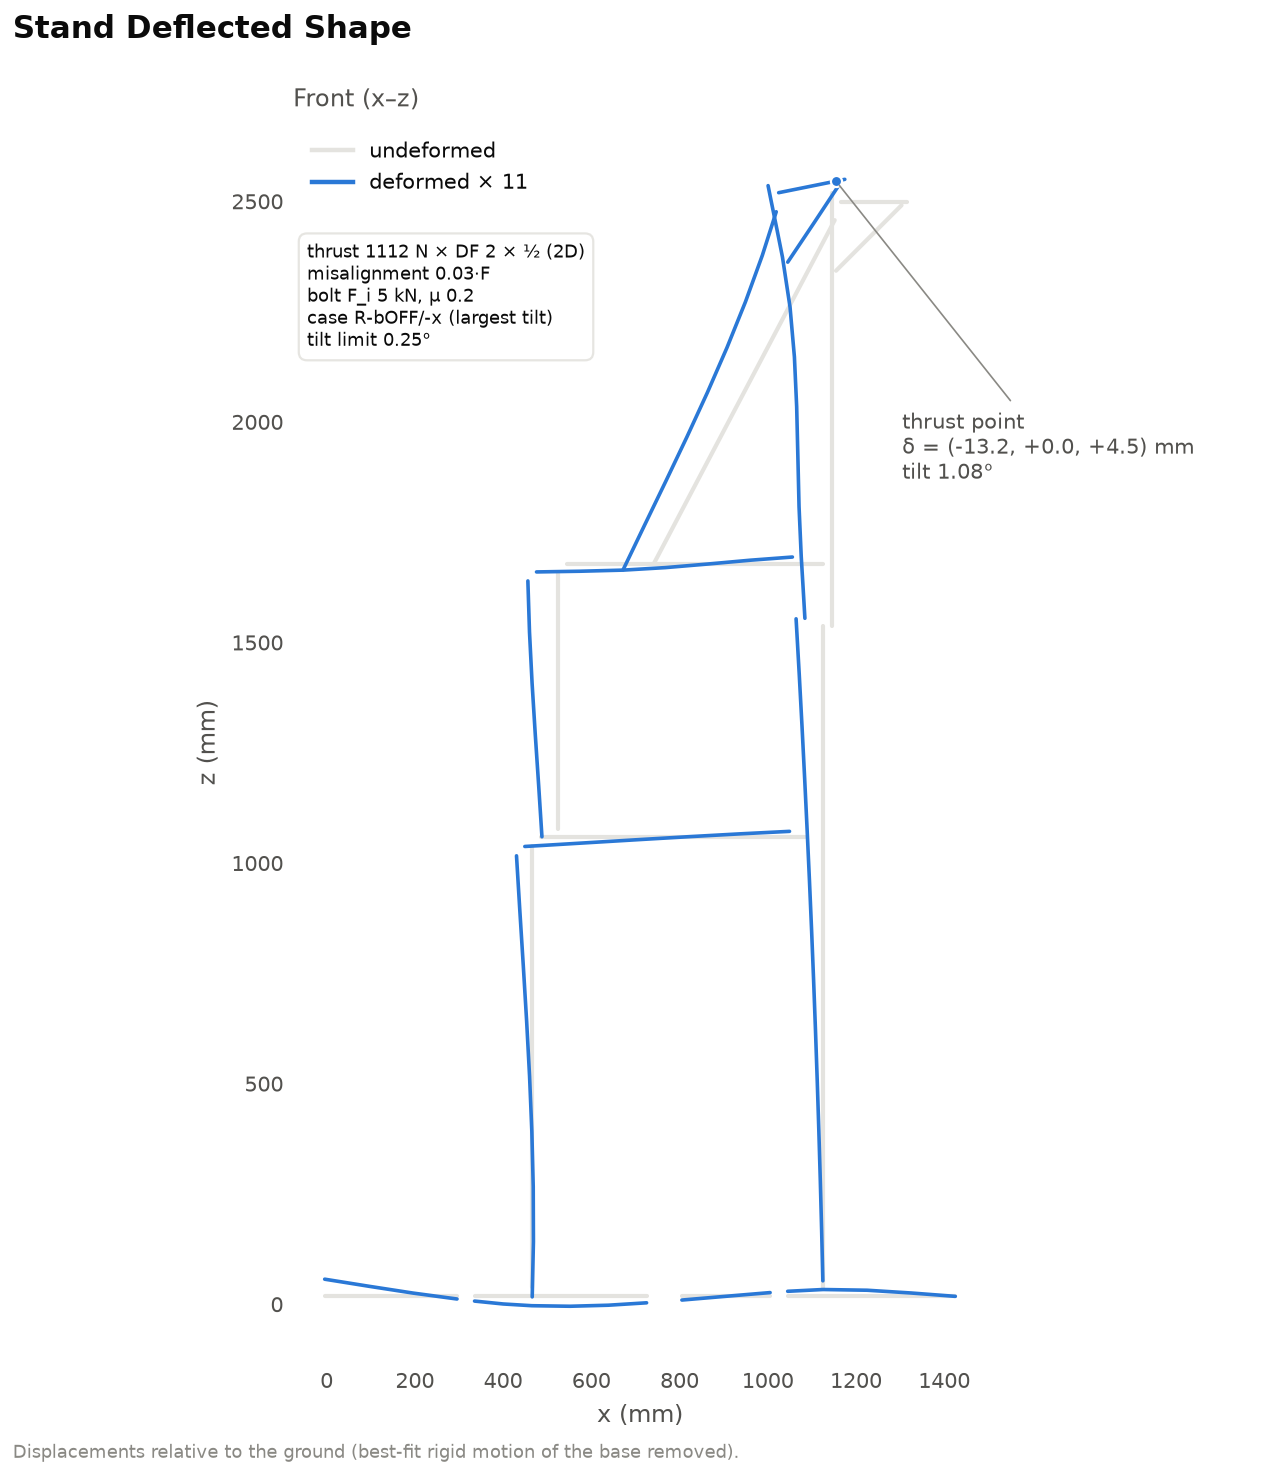 Stand Deflected Shape
Front (x–z)
undeformed
deformed × 11
thrust 1112 N × DF 2 × ½ (2D)
misalignment 0.03·F
bolt F_i 5 kN, μ 0.2
case R-bOFF/-x (largest tilt)
tilt limit 0.25°
thrust point
δ = (-13.2, +0.0, +4.5) mm
tilt 1.08°
2500
2000
1500
1000
500
0
z (mm)
0 200 400 600 800 1000 1200 1400
x (mm)
Displacements relative to the ground (best-fit rigid motion of the base removed).